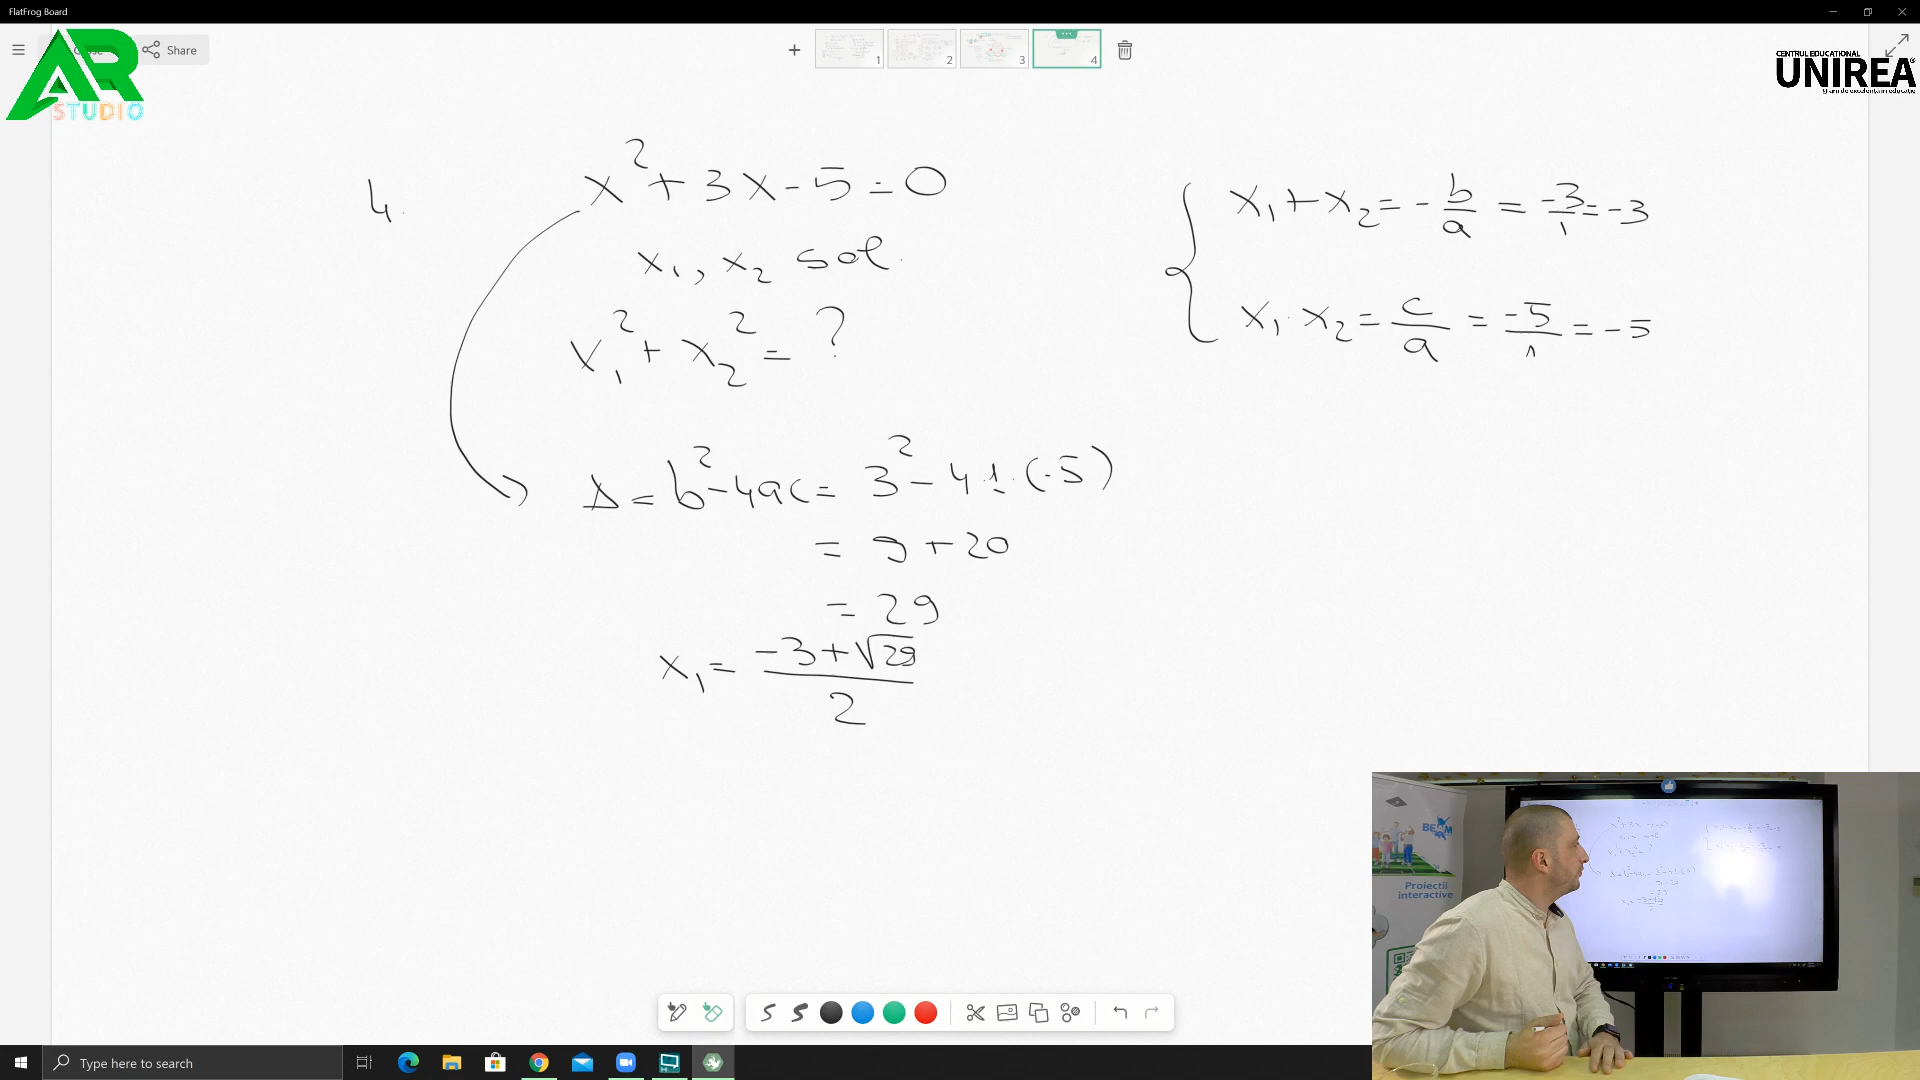 FlatFrog Board
AR
STUDIO
Share
1
2
3
4
CENTRUL EDUCAȚIONAL
UNIREA
4.
x² + 3x - 5 = 0
x₁, x₂ sol.
x₁² + x₂² = ?
Δ = b² - 4ac = 3² - 4·1·(-5)
= 9 + 20
= 29
x₁ = (-3 + √29) / 2
x₁ + x₂ = - b/a = -3/1 = -3
x₁ · x₂ = c/a = -5/1 = -5
BEAM
Proiectii
interactive
Type here to search